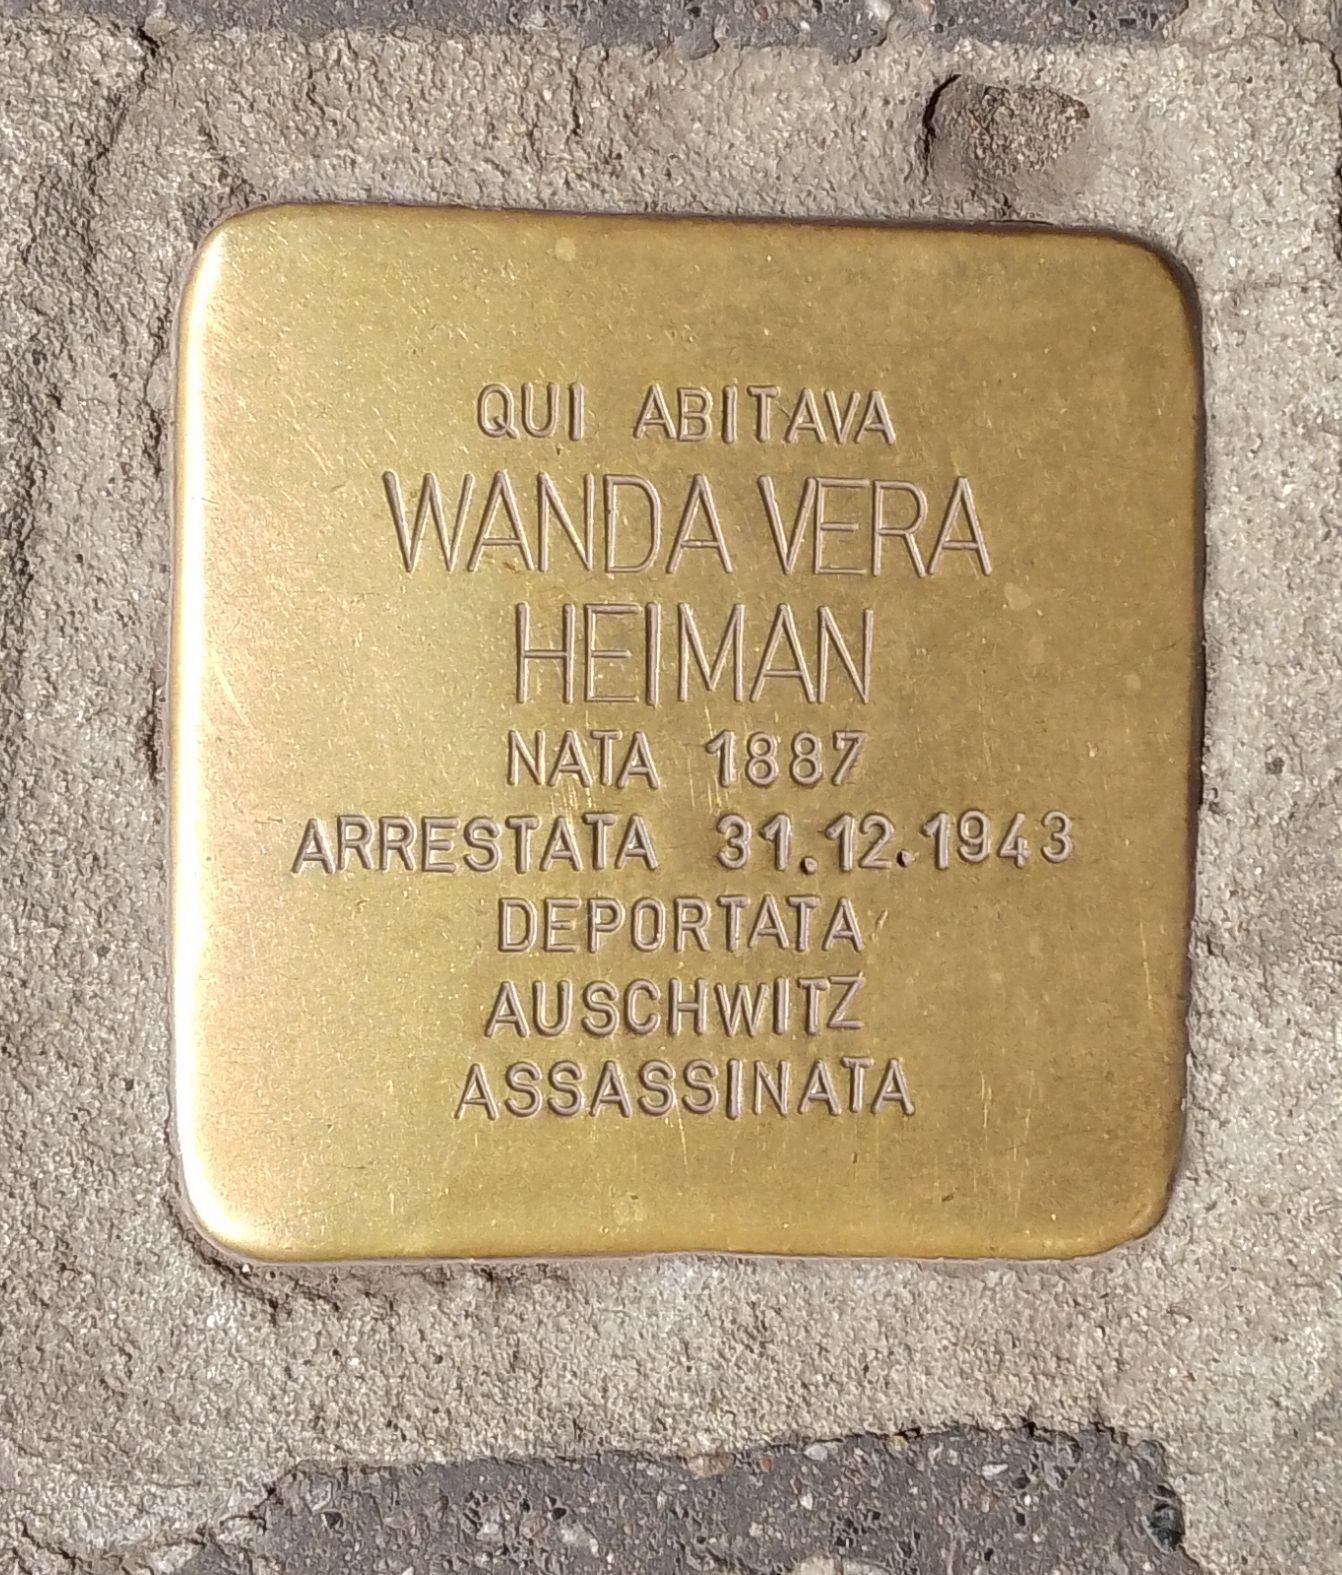 QUI ABITAVA
WANDA VERA
HEIMAN
NATA 1887
ARRESTATA 31.12.1943
DEPORTATA
AUSCHWITZ
ASSASSINATA